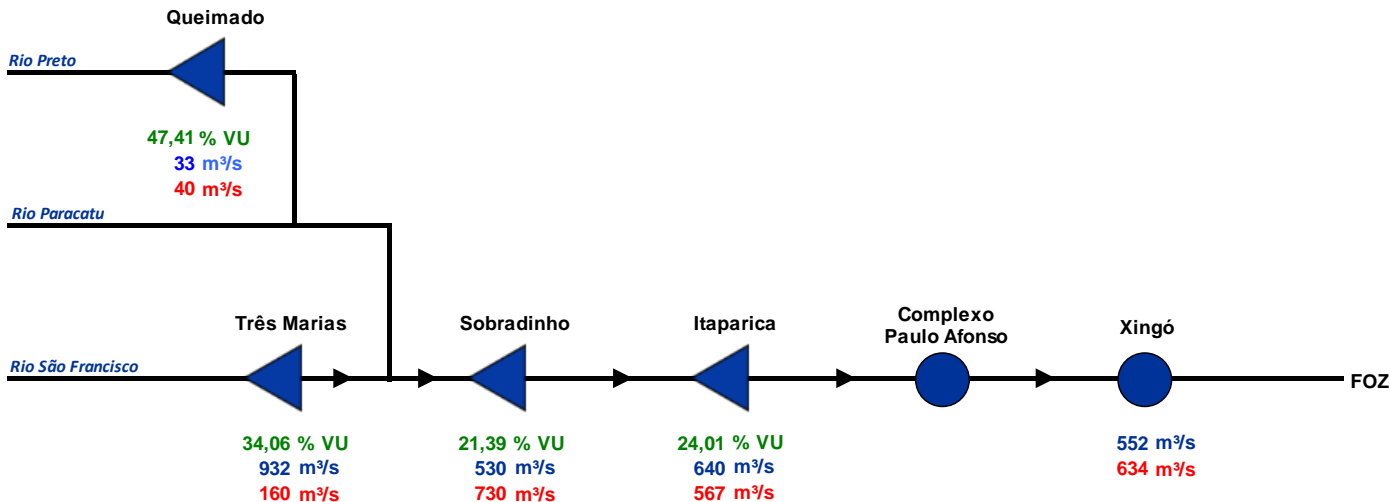 Queimado
Rio Preto
47,41 % VU
33 m³/s
40 m³/s
Rio Paracatu
Três Marias
Sobradinho
Itaparica
Complexo
Paulo Afonso
Xingó
Rio São Francisco
FOZ
34,06 % VU
932 m³/s
160 m³/s
21,39 % VU
530 m³/s
730 m³/s
24,01 % VU
640 m³/s
567 m³/s
552 m³/s
634 m³/s